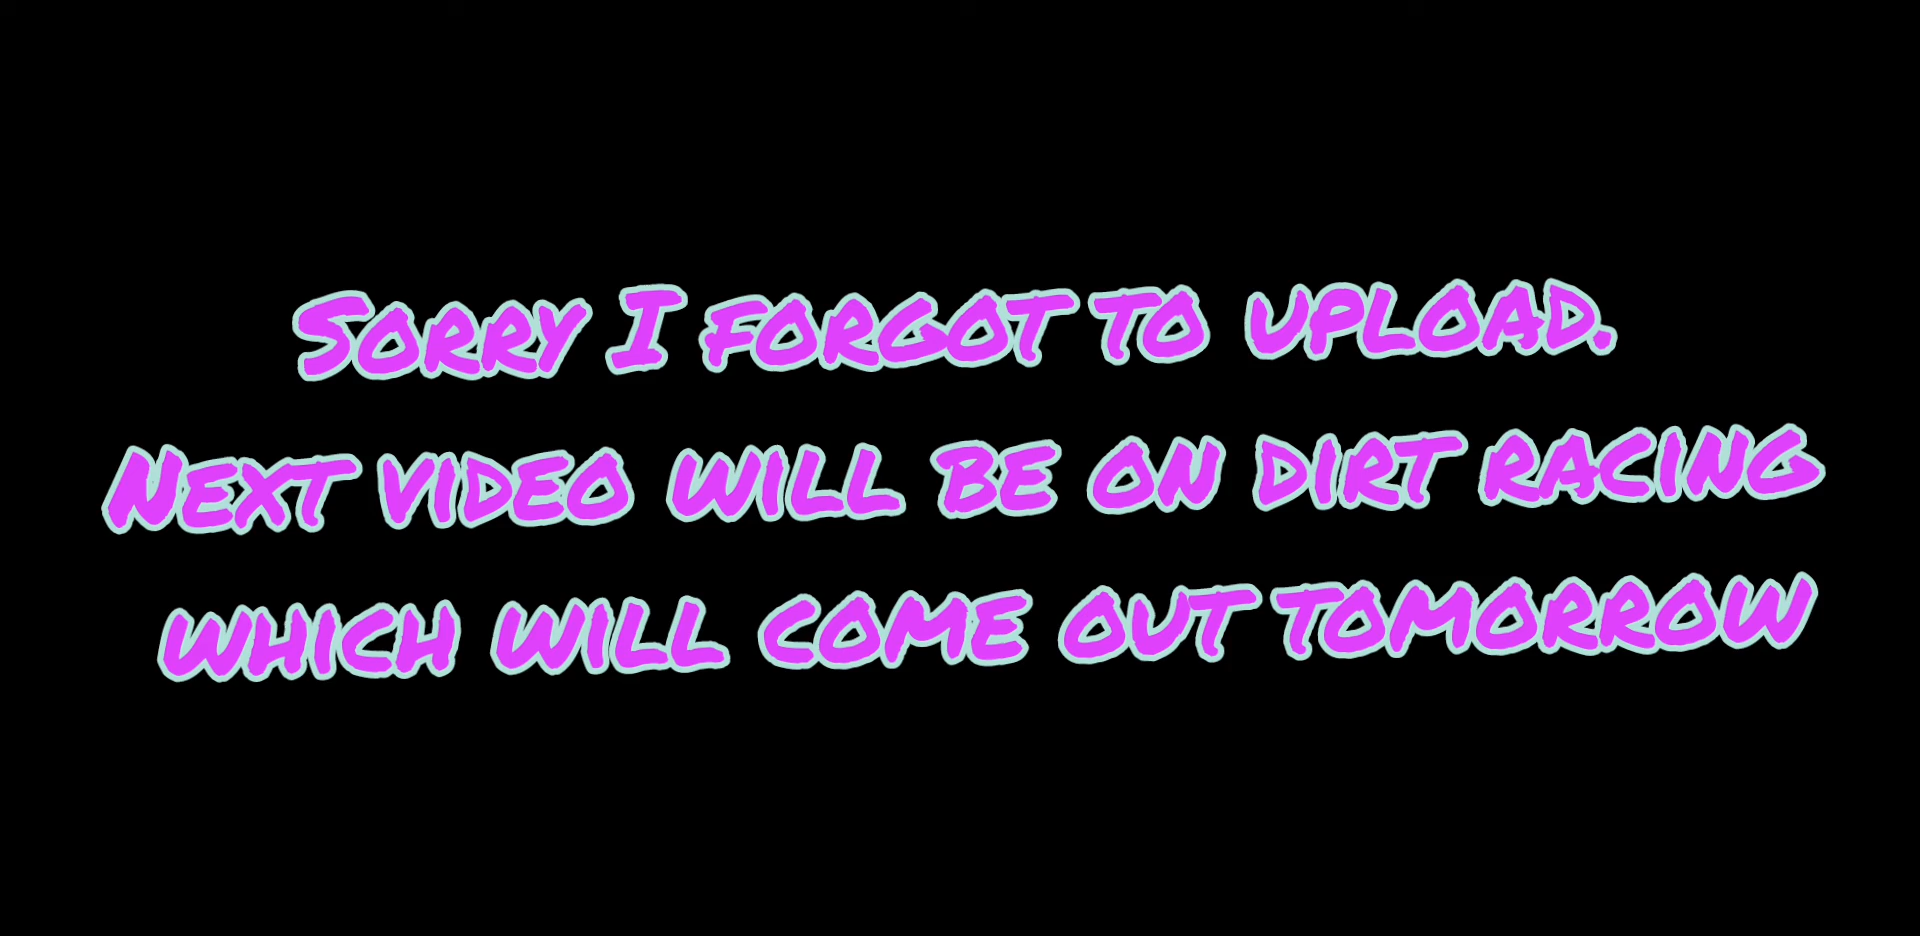 Sorry I forgot to upload.
Next video will be on dirt racing
which will come out tomorrow